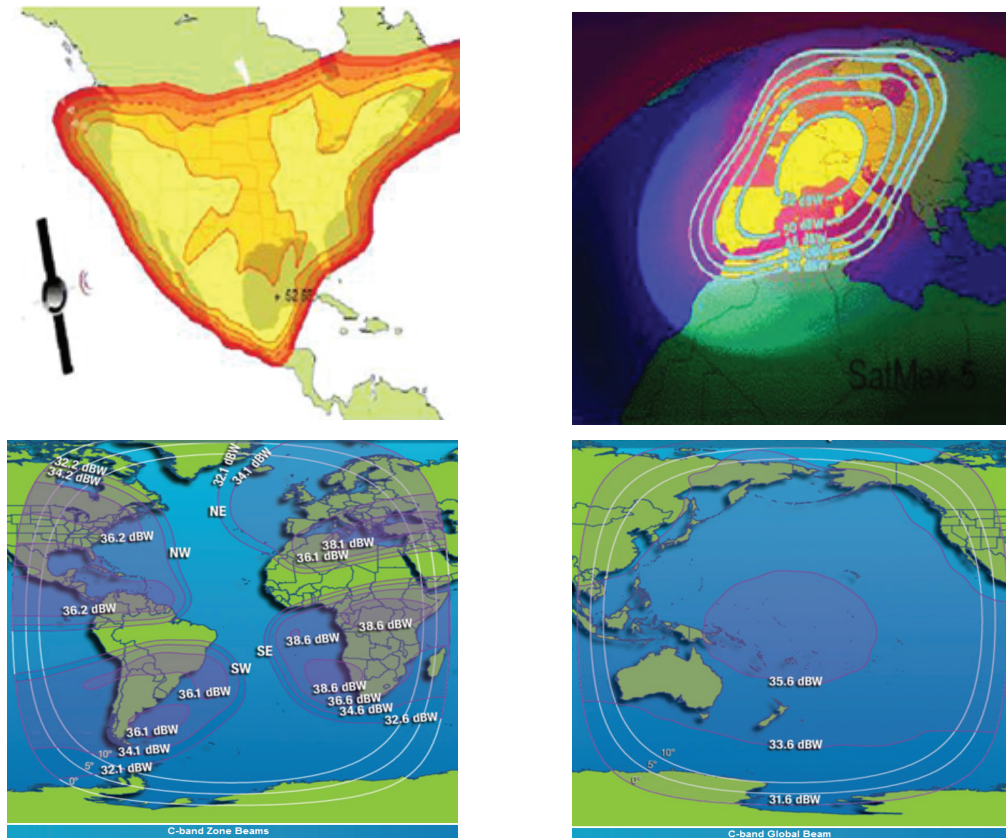 SatMex-5
32.2 dBW
34.2 dBW
32.1 dBW
34.1 dBW
NE
36.2 dBW
NW
38.1 dBW
36.1 dBW
36.2 dBW
38.6 dBW
38.6 dBW
SE
SW
36.1 dBW
38.6 dBW
36.6 dBW
34.6 dBW
32.6 dBW
36.1 dBW
34.1 dBW
32.1 dBW
10°
5°
0°
C-band Zone Beams
35.6 dBW
33.6 dBW
31.6 dBW
10°
5°
0°
C-band Global Beam